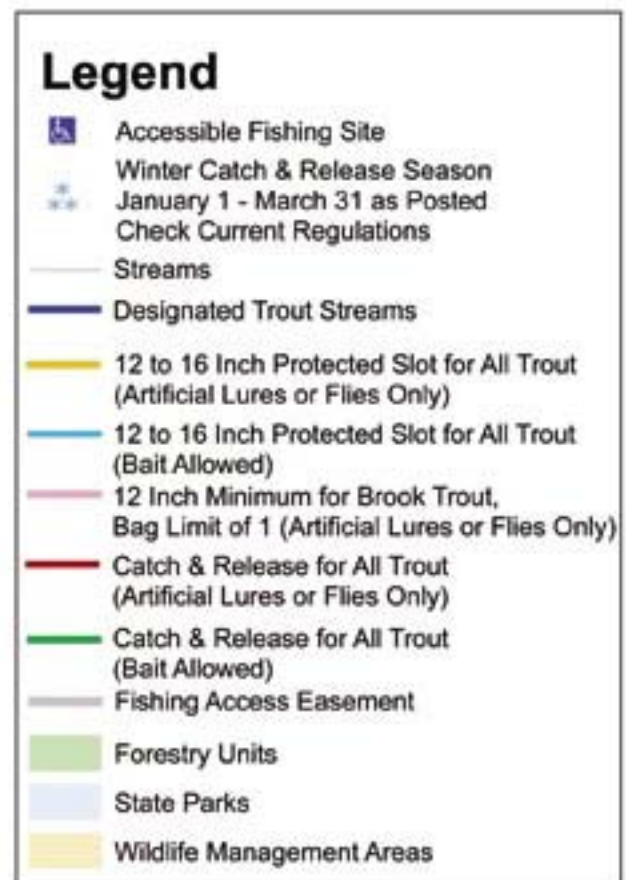 Legend
Accessible Fishing Site
Winter Catch & Release Season
January 1 - March 31 as Posted
Check Current Regulations
Streams
Designated Trout Streams
12 to 16 Inch Protected Slot for All Trout
(Artificial Lures or Flies Only)
12 to 16 Inch Protected Slot for All Trout
(Bait Allowed)
12 Inch Minimum for Brook Trout,
Bag Limit of 1 (Artificial Lures or Flies Only)
Catch & Release for All Trout
(Artificial Lures or Flies Only)
Catch & Release for All Trout
(Bait Allowed)
Fishing Access Easement
Forestry Units
State Parks
Wildlife Management Areas